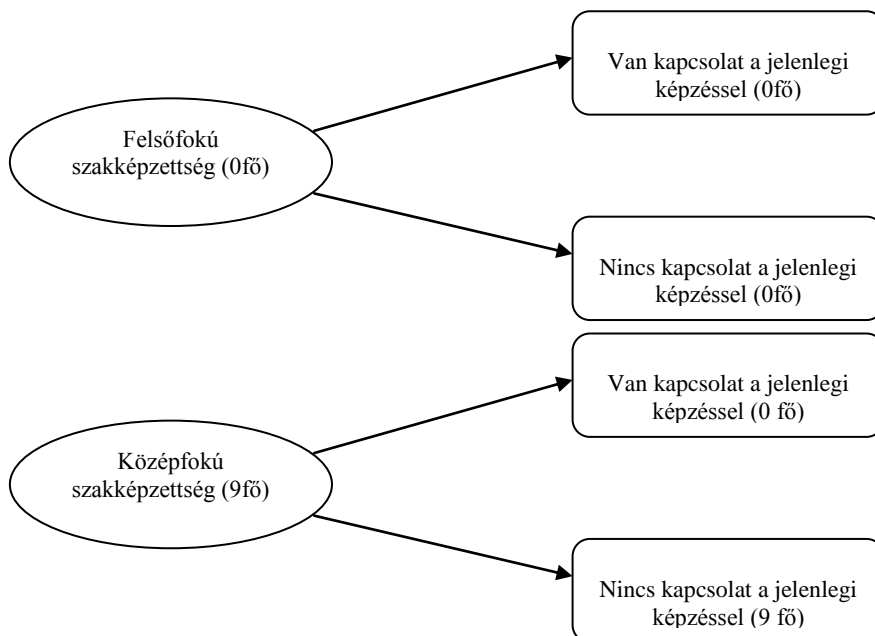 Van kapcsolat a jelenlegi
képzéssel (0fő)
Felsőfokú
szakképzettség (0fő)
Nincs kapcsolat a jelenlegi
képzéssel (0fő)
Van kapcsolat a jelenlegi
képzéssel (0 fő)
Középfokú
szakképzettség (9fő)
Nincs kapcsolat a jelenlegi
képzéssel (9 fő)